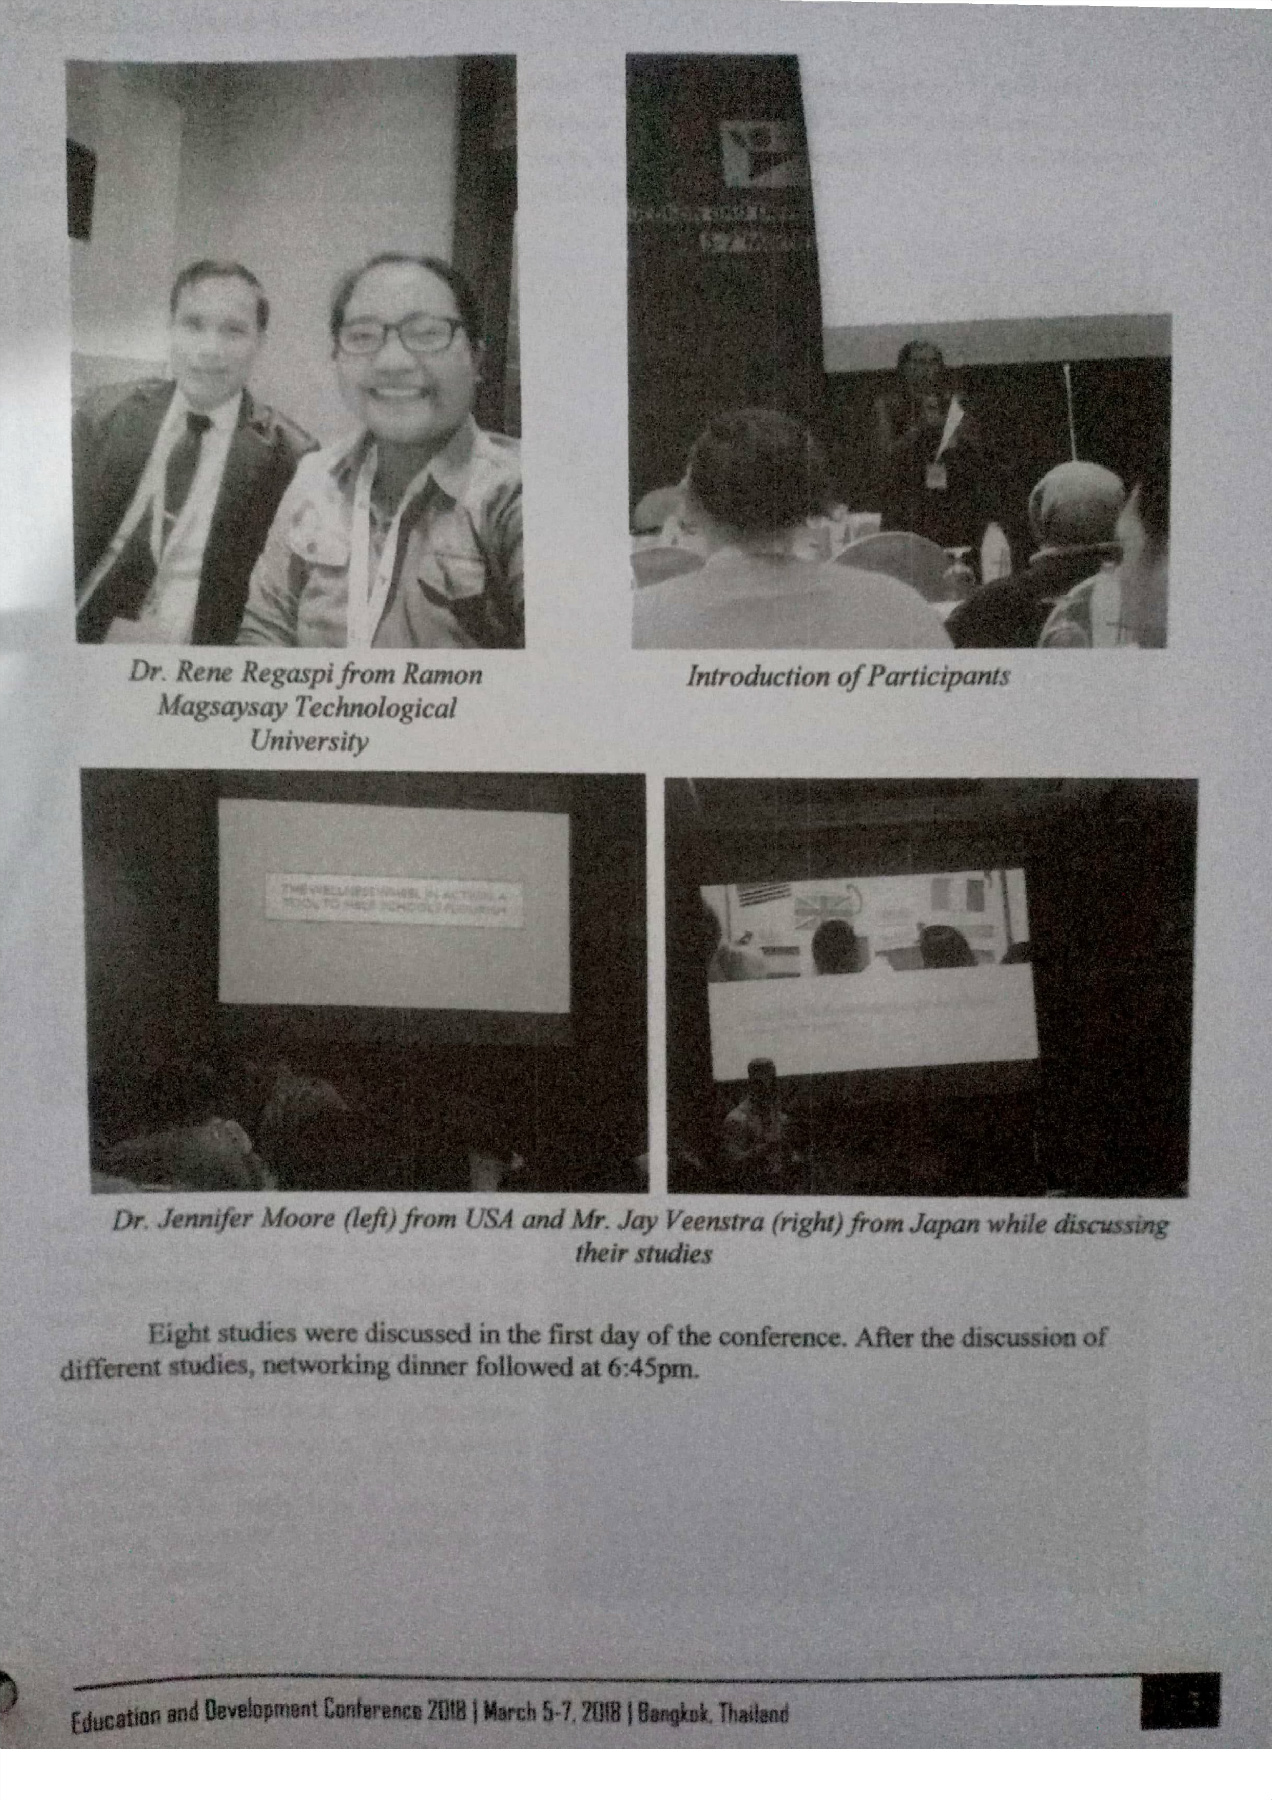 Dr. Rene Regaspi from Ramon
Magsaysay Technological
University
Introduction of Participants
THE WELLNESS WHEEL IN ACTION: A
TOOL TO HELP SCHOOLS FLOURISH
Dr. Jennifer Moore (left) from USA and Mr. Jay Veenstra (right) from Japan while discussing
their studies
Eight studies were discussed in the first day of the conference. After the discussion of
different studies, networking dinner followed at 6:45pm.
Education and Development Conference 2018 | March 5-7, 2018 | Bangkok, Thailand
5